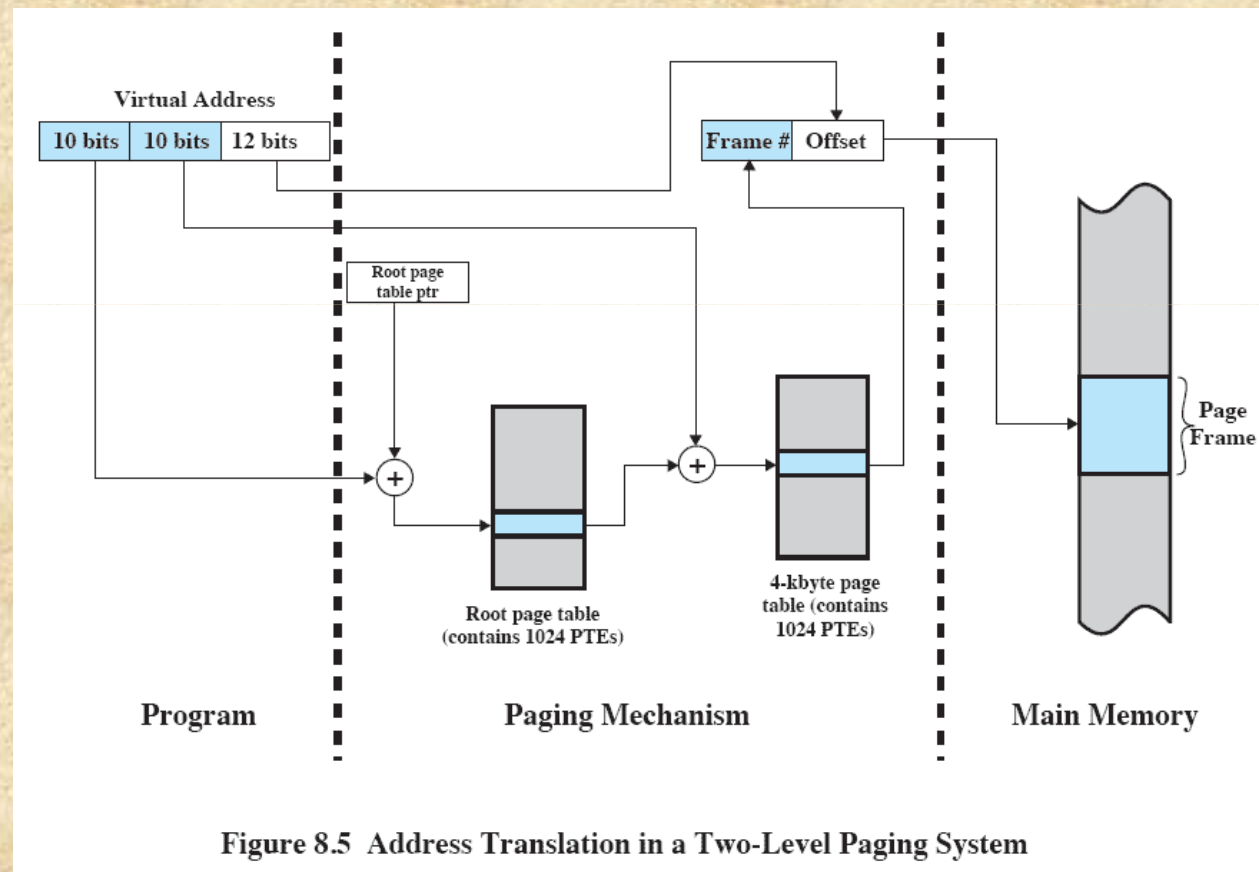 Virtual Address
10 bits 10 bits 12 bits
Frame # Offset
Root page
table ptr
+
+
Page
Frame
Root page table
(contains 1024 PTEs)
4-kbyte page
table (contains
1024 PTEs)
Program Paging Mechanism Main Memory
Figure 8.5 Address Translation in a Two-Level Paging System